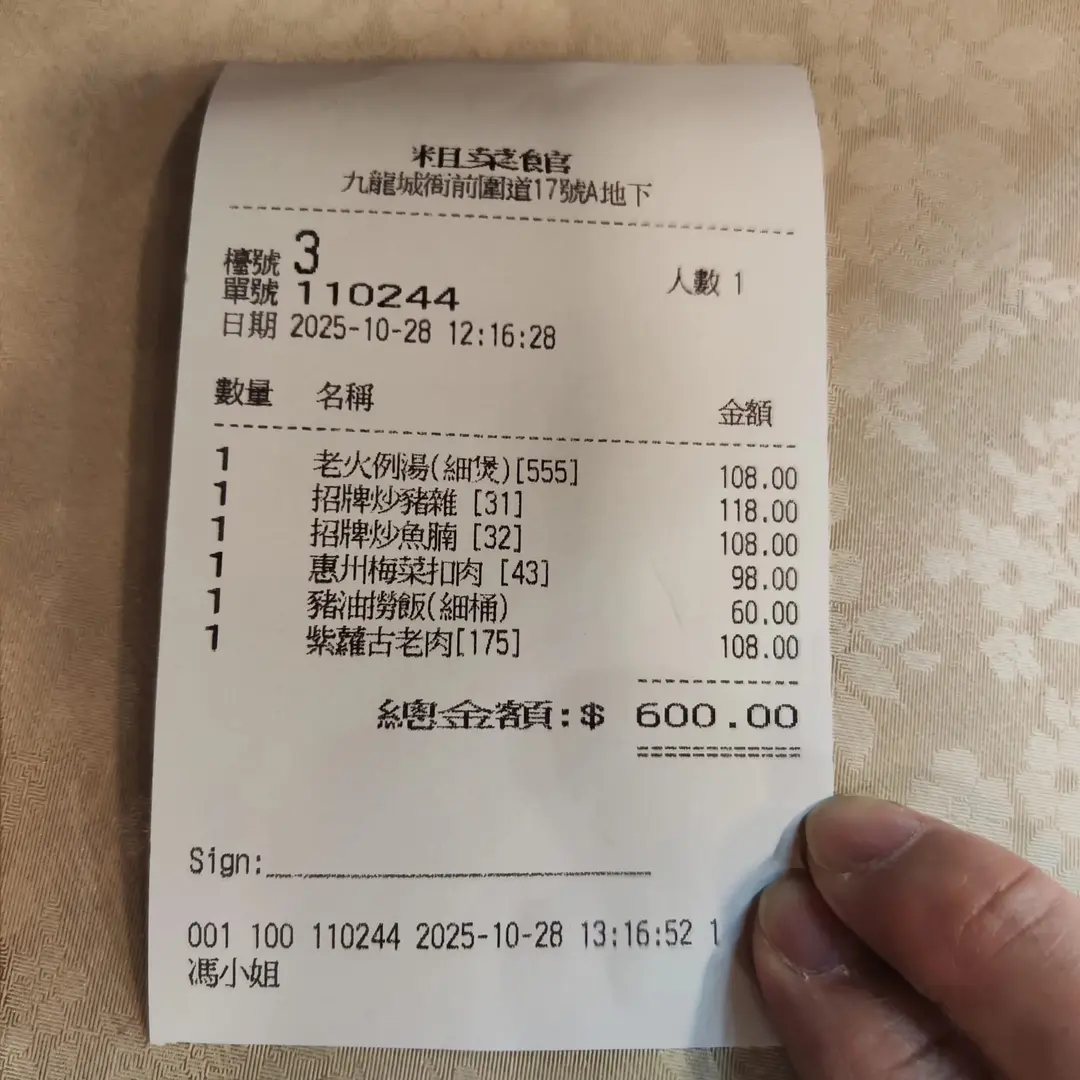 粗菜館
九龍城衙前圍道17號A地下
檯號 3
人數 1
單號 110244
日期 2025-10-28 12:16:28
數量 名稱 金額
1 老火例湯(細煲)[555] 108.00
1 招牌炒豬雜 [31] 118.00
1 招牌炒魚腩 [32] 108.00
1 惠州梅菜扣肉 [43] 98.00
1 豬油撈飯(細桶) 60.00
1 紫蘿古老肉[175] 108.00
總金額:$ 600.00
Sign:
001 100 110244 2025-10-28 13:16:52 1
馮小姐